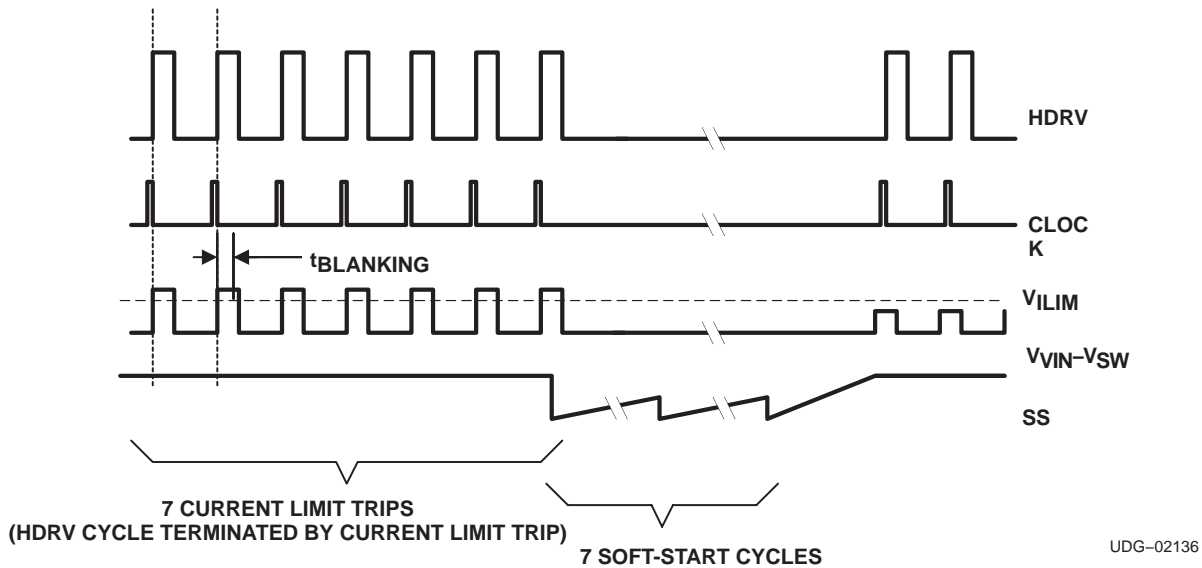 HDRV
CLOC
K
tBLANKING
VILIM
VVIN–VSW
SS
7 CURRENT LIMIT TRIPS
(HDRV CYCLE TERMINATED BY CURRENT LIMIT TRIP)
7 SOFT-START CYCLES
UDG–02136